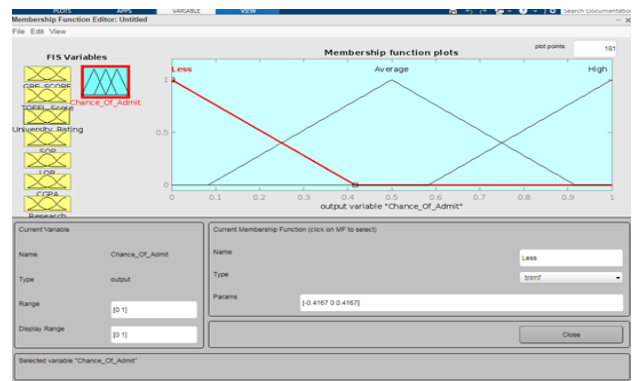 PLOTS APPS VARIABLE VIEW Search Documentation
Membership Function Editor: Untitled
File Edit View
FIS Variables
GRE_SCORE
TOEFL_Score
University_Rating
SOP
LOR
CGPA
Research
Chance_Of_Admit
Membership function plots
plot points: 181
Less Average High
1
0.5
0
0 0.1 0.2 0.3 0.4 0.5 0.6 0.7 0.8 0.9 1
output variable "Chance_Of_Admit"
Current Variable
Name Chance_Of_Admit
Type output
Range [0 1]
Display Range [0 1]
Current Membership Function (click on MF to select)
Name Less
Type trimf
Params [-0.4167 0 0.4167]
Close
Selected variable "Chance_Of_Admit"